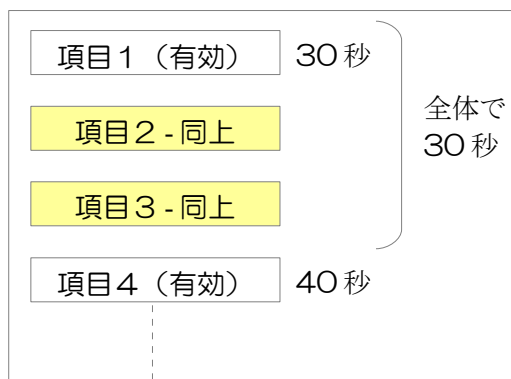 項目１（有効） 30秒
項目２-同上
項目３-同上
全体で
30秒
項目４（有効） 40秒